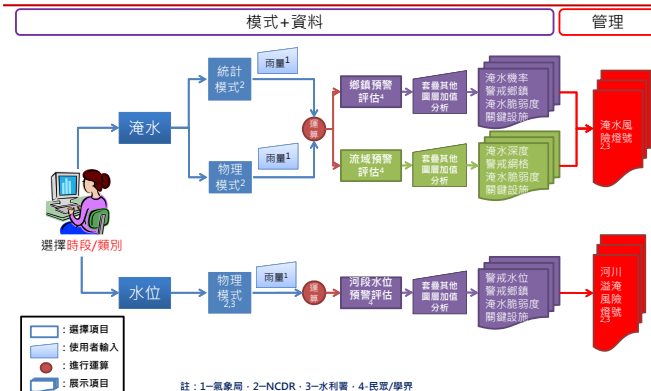 模式+資料
管理
統計
模式2
雨量1
淹水
物理
模式2
雨量1
運
算
鄉鎮預警
評估4
套疊其他
圖層加值
分析
淹水機率
警戒鄉鎮
淹水脆弱度
關鍵設施
流域預警
評估4
套疊其他
圖層加值
分析
淹水深度
警戒網格
淹水脆弱度
關鍵設施
淹水風
險燈號
2,3
選擇時段/類別
水位
物理
模式
2,3
雨量1
運
算
河段水位
預警評估
4
套疊其他
圖層加值
分析
警戒水位
警戒鄉鎮
淹水脆弱度
關鍵設施
河川
溢淹
風險
燈號
2,3
:選擇項目
:使用者輸入
:進行運算
:展示項目
註:1─氣象局,2─NCDR,3─水利署,4-民眾/學界